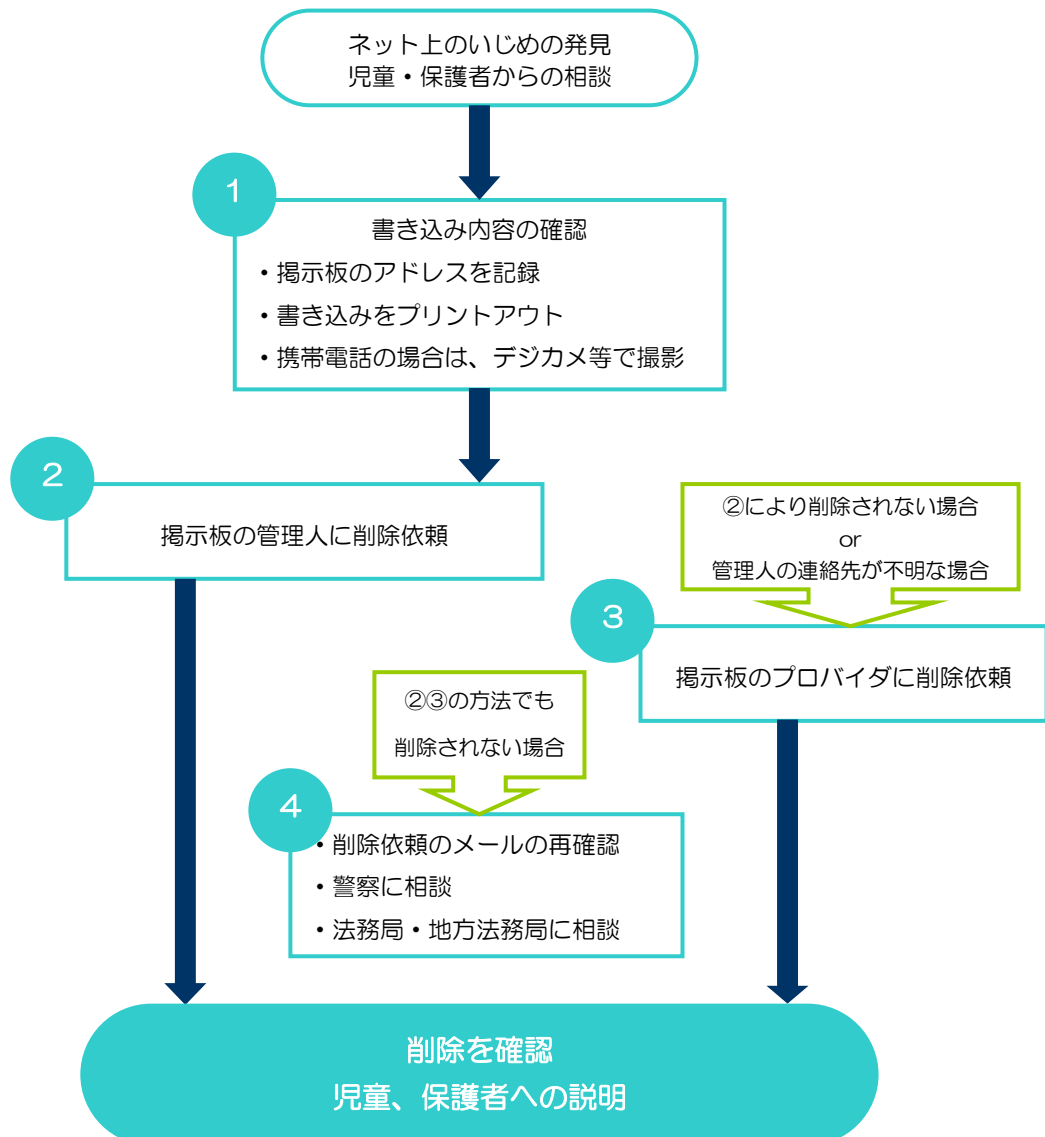 ネット上のいじめの発見
児童・保護者からの相談
1
書き込み内容の確認
・掲示板のアドレスを記録
・書き込みをプリントアウト
・携帯電話の場合は、デジカメ等で撮影
2
掲示板の管理人に削除依頼
②により削除されない場合
or
管理人の連絡先が不明な場合
3
掲示板のプロバイダに削除依頼
②③の方法でも
削除されない場合
4
・削除依頼のメールの再確認
・警察に相談
・法務局・地方法務局に相談
削除を確認
児童、保護者への説明